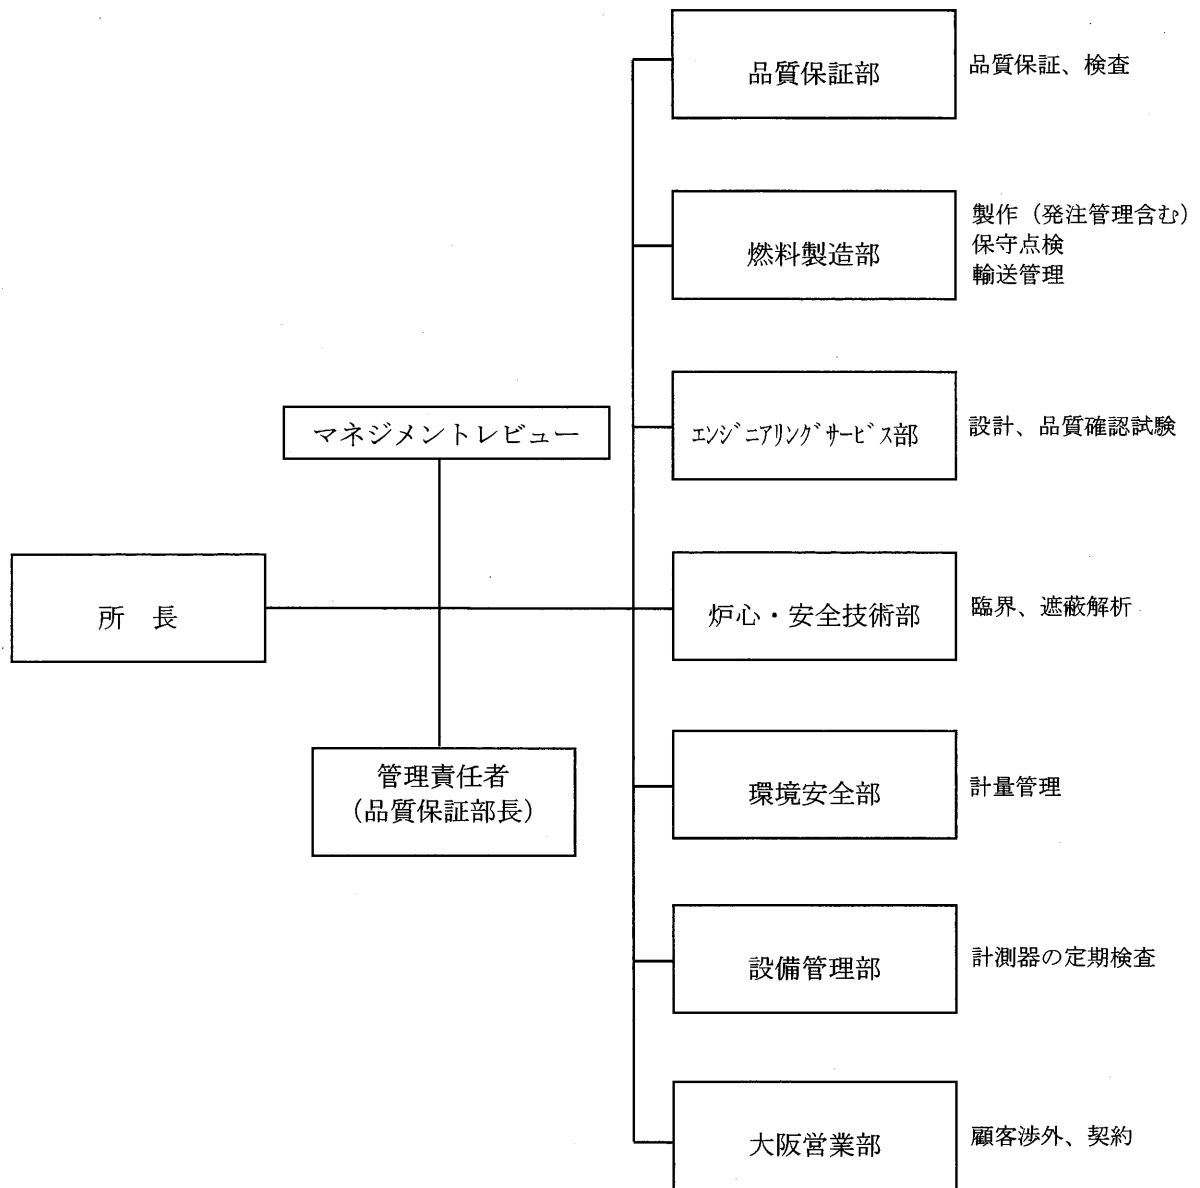 品質保証部
品質保証、検査
燃料製造部
製作（発注管理含む）
保守点検
輸送管理
ｴﾝｼﾞﾆｱﾘﾝｸﾞｻｰﾋﾞｽ部
設計、品質確認試験
マネジメントレビュー
所　長
炉心・安全技術部
臨界、遮蔽解析
管理責任者
（品質保証部長）
環境安全部
計量管理
設備管理部
計測器の定期検査
大阪営業部
顧客渉外、契約